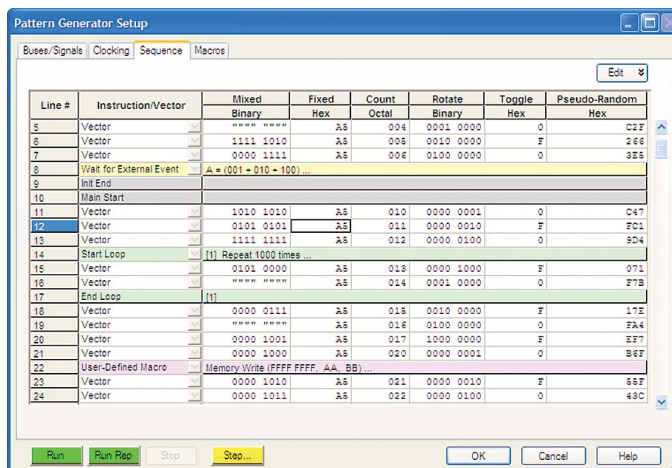 Pattern Generator Setup
Buses/Signals Clocking Sequence Macros
Edit
Line # Instruction/Vector Mixed Fixed Count Rotate Toggle Pseudo-Random
Binary Hex Octal Binary Hex Hex
5 Vector """" """" A5 004 0001 0000 0 C2F
6 Vector 1111 1010 A5 005 0010 0000 F 266
7 Vector 0000 1111 A5 006 0100 0000 0 3E5
8 Wait for External Event A = (001 + 010 + 100) ...
9 Init End
10 Main Start
11 Vector 1010 1010 A5 010 0000 0001 0 C47
12 Vector 0101 0101 A5 011 0000 0010 F FC1
13 Vector 1111 1111 A5 012 0000 0100 0 9D4
14 Start Loop [1] Repeat 1000 times ...
15 Vector 0101 0000 A5 013 0000 1000 F 071
16 Vector """" """" A5 014 0001 0000 0 F7B
17 End Loop [1]
18 Vector 0000 0111 A5 015 0010 0000 F 17E
19 Vector """" """" A5 016 0100 0000 0 FA4
20 Vector 0000 1001 A5 017 1000 0000 F EF7
21 Vector 0000 1000 A5 020 0000 0001 0 B6F
22 User-Defined Macro Memory Write (FFFF FFFF, AA, BB) ...
23 Vector 0000 1010 A5 021 0000 0010 F 55F
24 Vector 0000 1011 A5 022 0000 0100 0 43C
Run Run Rep Stop Step... OK Cancel Help